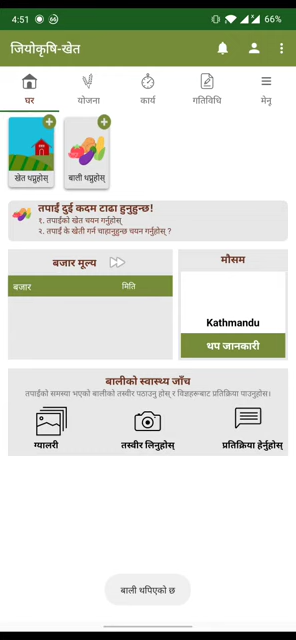 4:51
66%
जियोकृषि-खेत
घर
योजना
कार्य
गतिविधि
मेनू
खेत थप्नुहोस्
बाली थप्नुहोस्
तपाईं दुई कदम टाढा हुनुहुन्छ!
१. तपाईंको खेत चयन गर्नुहोस्
२. तपाईं के खेती गर्न चाहानुहुन्छ चयन गर्नुहोस् ?
बजार मूल्य
मौसम
बजार
मिति
Kathmandu
थप जानकारी
बालीको स्वास्थ्य जाँच
तपाईंको समस्या भएको बालीको तस्वीर पठाउनु होस् र विज्ञहरूबाट प्रतिक्रिया पाउनुहोस।
ग्यालरी
तस्वीर लिनुहोस्
प्रतिक्रिया हेर्नुहोस्
बाली थपिएको छ